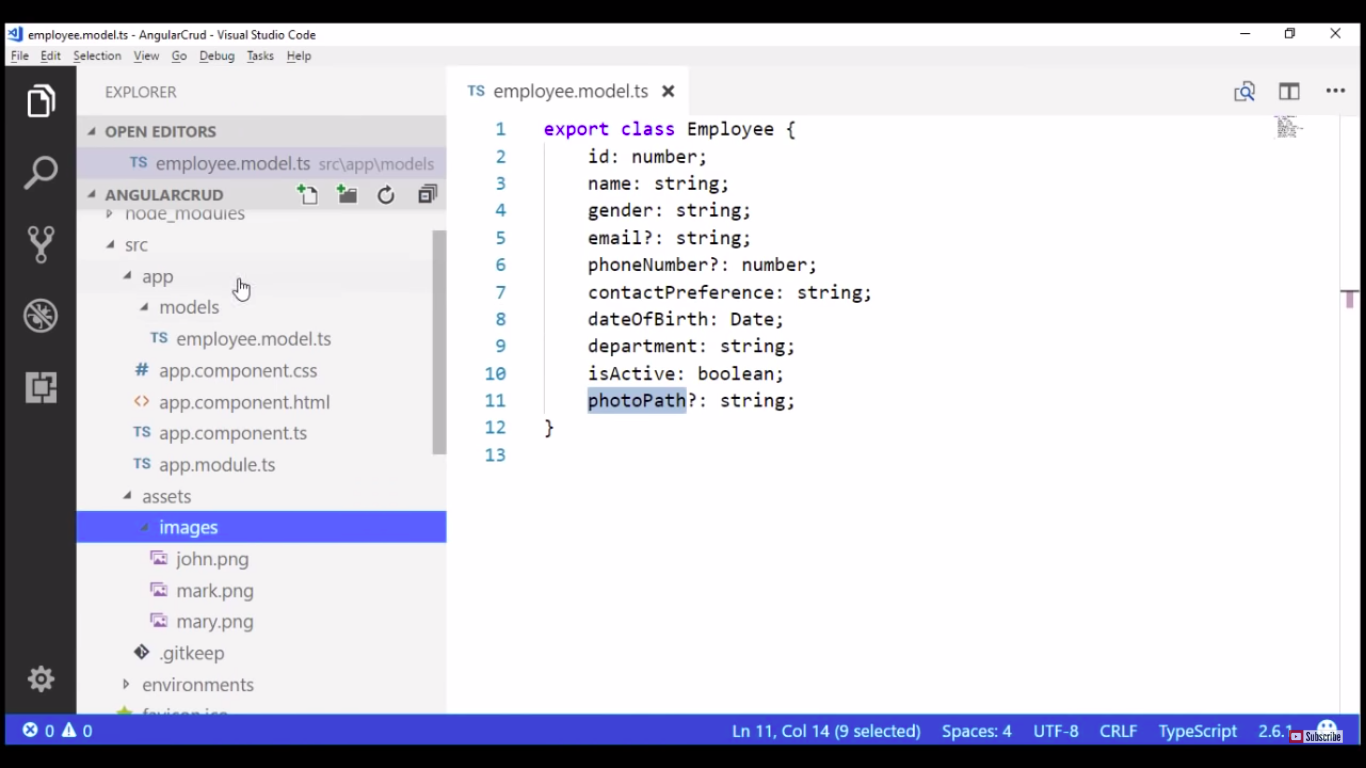 employee.model.ts - AngularCrud - Visual Studio Code
File Edit Selection View Go Debug Tasks Help
EXPLORER
OPEN EDITORS
TS employee.model.ts src\app\models
ANGULARCRUD
node_modules
src
app
models
TS employee.model.ts
# app.component.css
<> app.component.html
TS app.component.ts
TS app.module.ts
assets
images
john.png
mark.png
mary.png
.gitkeep
environments
favicon.ico
TS employee.model.ts
1 export class Employee {
2 id: number;
3 name: string;
4 gender: string;
5 email?: string;
6 phoneNumber?: number;
7 contactPreference: string;
8 dateOfBirth: Date;
9 department: string;
10 isActive: boolean;
11 photoPath?: string;
12 }
13
0 0 Ln 11, Col 14 (9 selected) Spaces: 4 UTF-8 CRLF TypeScript 2.6.1
Subscribe